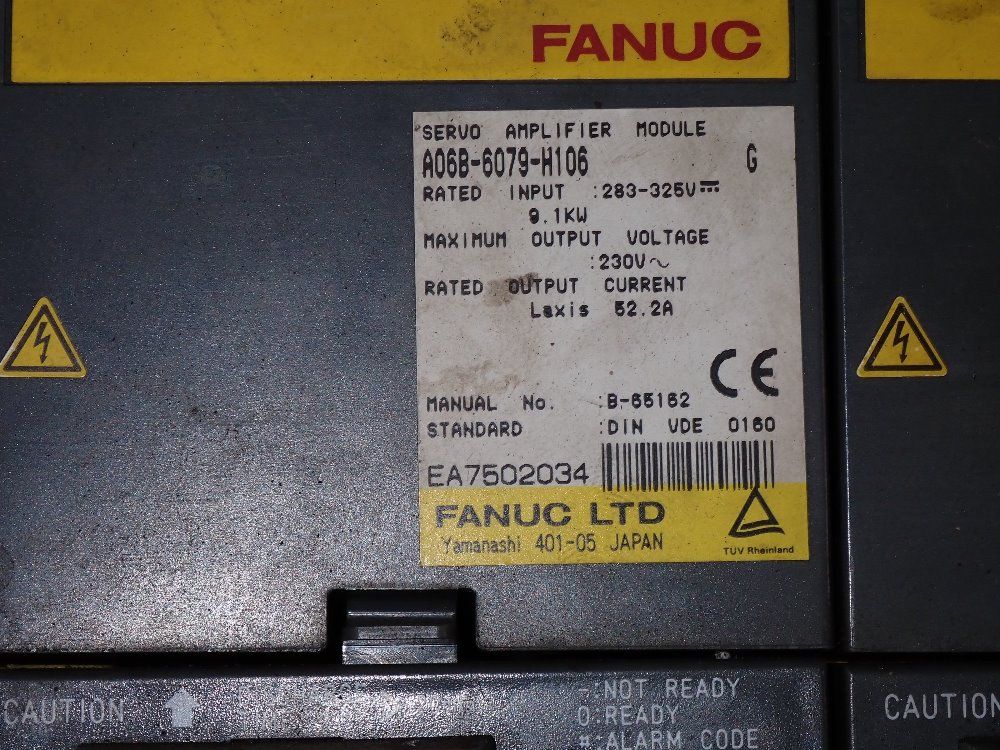 FANUC
SERVO AMPLIFIER MODULE
A06B-6079-H106 G
RATED INPUT :283-325V⎓
9.1KW
MAXIMUM OUTPUT VOLTAGE
:230V~
RATED OUTPUT CURRENT
Laxis 52.2A
CE
MANUAL No. :B-65162
STANDARD :DIN VDE 0160
EA7502034
FANUC LTD
Yamanashi 401-05 JAPAN
TÜV Rheinland
-:NOT READY
CAUTION 0:READY CAUTION
#:ALARM CODE